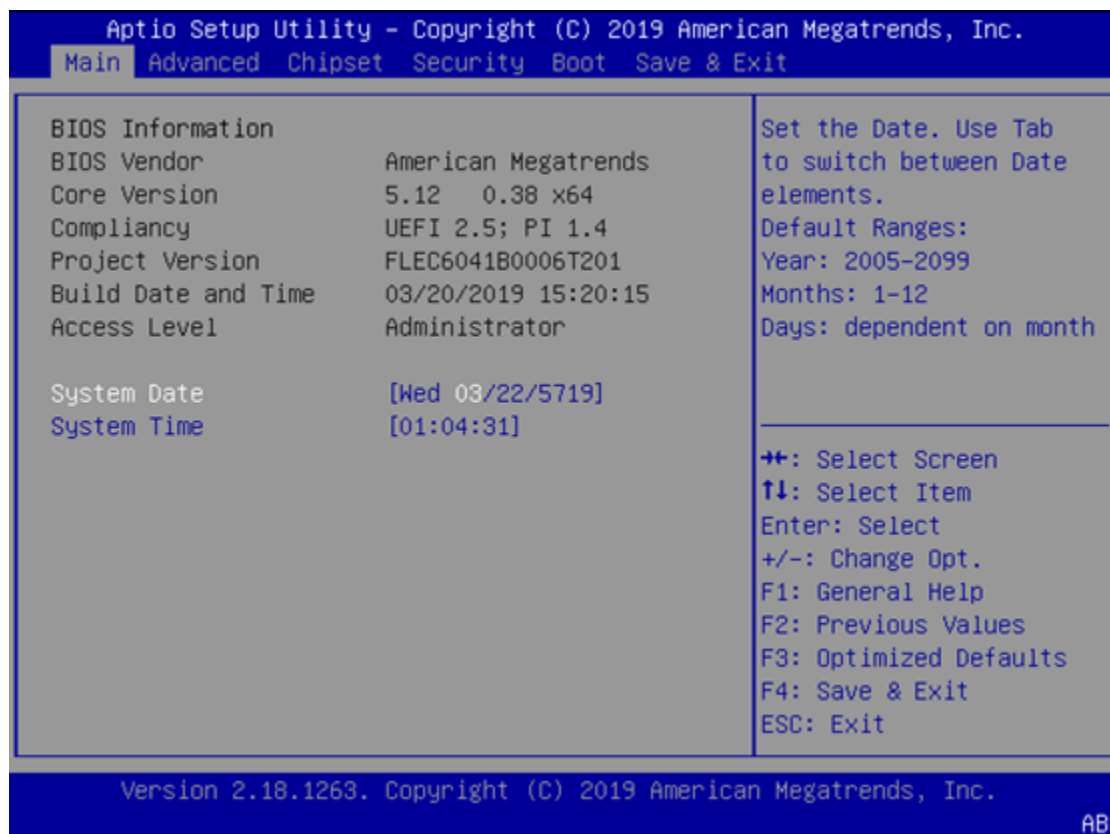 Aptio Setup Utility – Copyright (C) 2019 American Megatrends, Inc.
Main Advanced Chipset Security Boot Save & Exit
BIOS Information
BIOS Vendor American Megatrends
Core Version 5.12 0.38 x64
Compliancy UEFI 2.5; PI 1.4
Project Version FLEC6041B0006T201
Build Date and Time 03/20/2019 15:20:15
Access Level Administrator
System Date [Wed 03/22/5719]
System Time [01:04:31]
Set the Date. Use Tab
to switch between Date
elements.
Default Ranges:
Year: 2005-2099
Months: 1-12
Days: dependent on month
→←: Select Screen
↑↓: Select Item
Enter: Select
+/-: Change Opt.
F1: General Help
F2: Previous Values
F3: Optimized Defaults
F4: Save & Exit
ESC: Exit
Version 2.18.1263. Copyright (C) 2019 American Megatrends, Inc.
AB